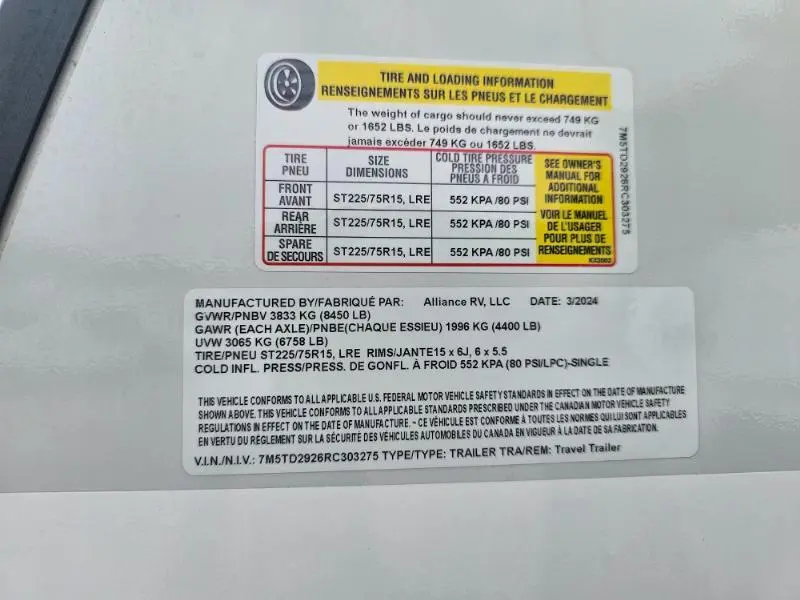 TIRE AND LOADING INFORMATION
RENSEIGNEMENTS SUR LES PNEUS ET LE CHARGEMENT
The weight of cargo should never exceed 749 KG
or 1652 LBS. Le poids de chargement ne devrait
jamais excéder 749 KG ou 1652 LBS.
TIRE
PNEU
SIZE
DIMENSIONS
COLD TIRE PRESSURE
PRESSION DES
PNEUS A FROID
FRONT
AVANT
ST225/75R15, LRE
552 KPA /80 PSI
REAR
ARRIÈRE
ST225/75R15, LRE
552 KPA /80 PSI
SPARE
DE SECOURS
ST225/75R15, LRE
552 KPA /80 PSI
SEE OWNER'S
MANUAL FOR
ADDITIONAL
INFORMATION
VOIR LE MANUEL
DE L'USAGER
POUR PLUS DE
RENSEIGNEMENTS
7M5TD2926RC303275
MANUFACTURED BY/FABRIQUÉ PAR: Alliance RV, LLC DATE: 3/2024
GVWR/PNBV 3833 KG (8450 LB)
GAWR (EACH AXLE)/PNBE(CHAQUE ESSIEU) 1996 KG (4400 LB)
UVW 3065 KG (6758 LB)
TIRE/PNEU ST225/75R15, LRE RIMS/JANTE15 x 6J, 6 x 5.5
COLD INFL. PRESS/PRESS. DE GONFL. À FROID 552 KPA (80 PSI/LPC)-SINGLE
THIS VEHICLE CONFORMS TO ALL APPLICABLE U.S. FEDERAL MOTOR VEHICLE SAFETY STANDARDS IN EFFECT ON THE DATE OF MANUFACTURE
SHOWN ABOVE. THIS VEHICLE CONFORMS TO ALL APPLICABLE STANDARDS PRESCRIBED UNDER THE CANADIAN MOTOR VEHICLE SAFETY
REGULATIONS IN EFFECT ON THE DATE OF MANUFACTURE. - CE VÉHICULE EST CONFORME À TOUTES LES NORMES QUI LUI SONT APPLICABLES
EN VERTU DU RÈGLEMENT SUR LA SÉCURITÉ DES VÉHICULES AUTOMOBILES DU CANADA EN VIGUEUR À LA DATE DE SA FABRICATION.
V.I.N./N.I.V.: 7M5TD2926RC303275 TYPE/TYPE: TRAILER TRA/REM: Travel Trailer